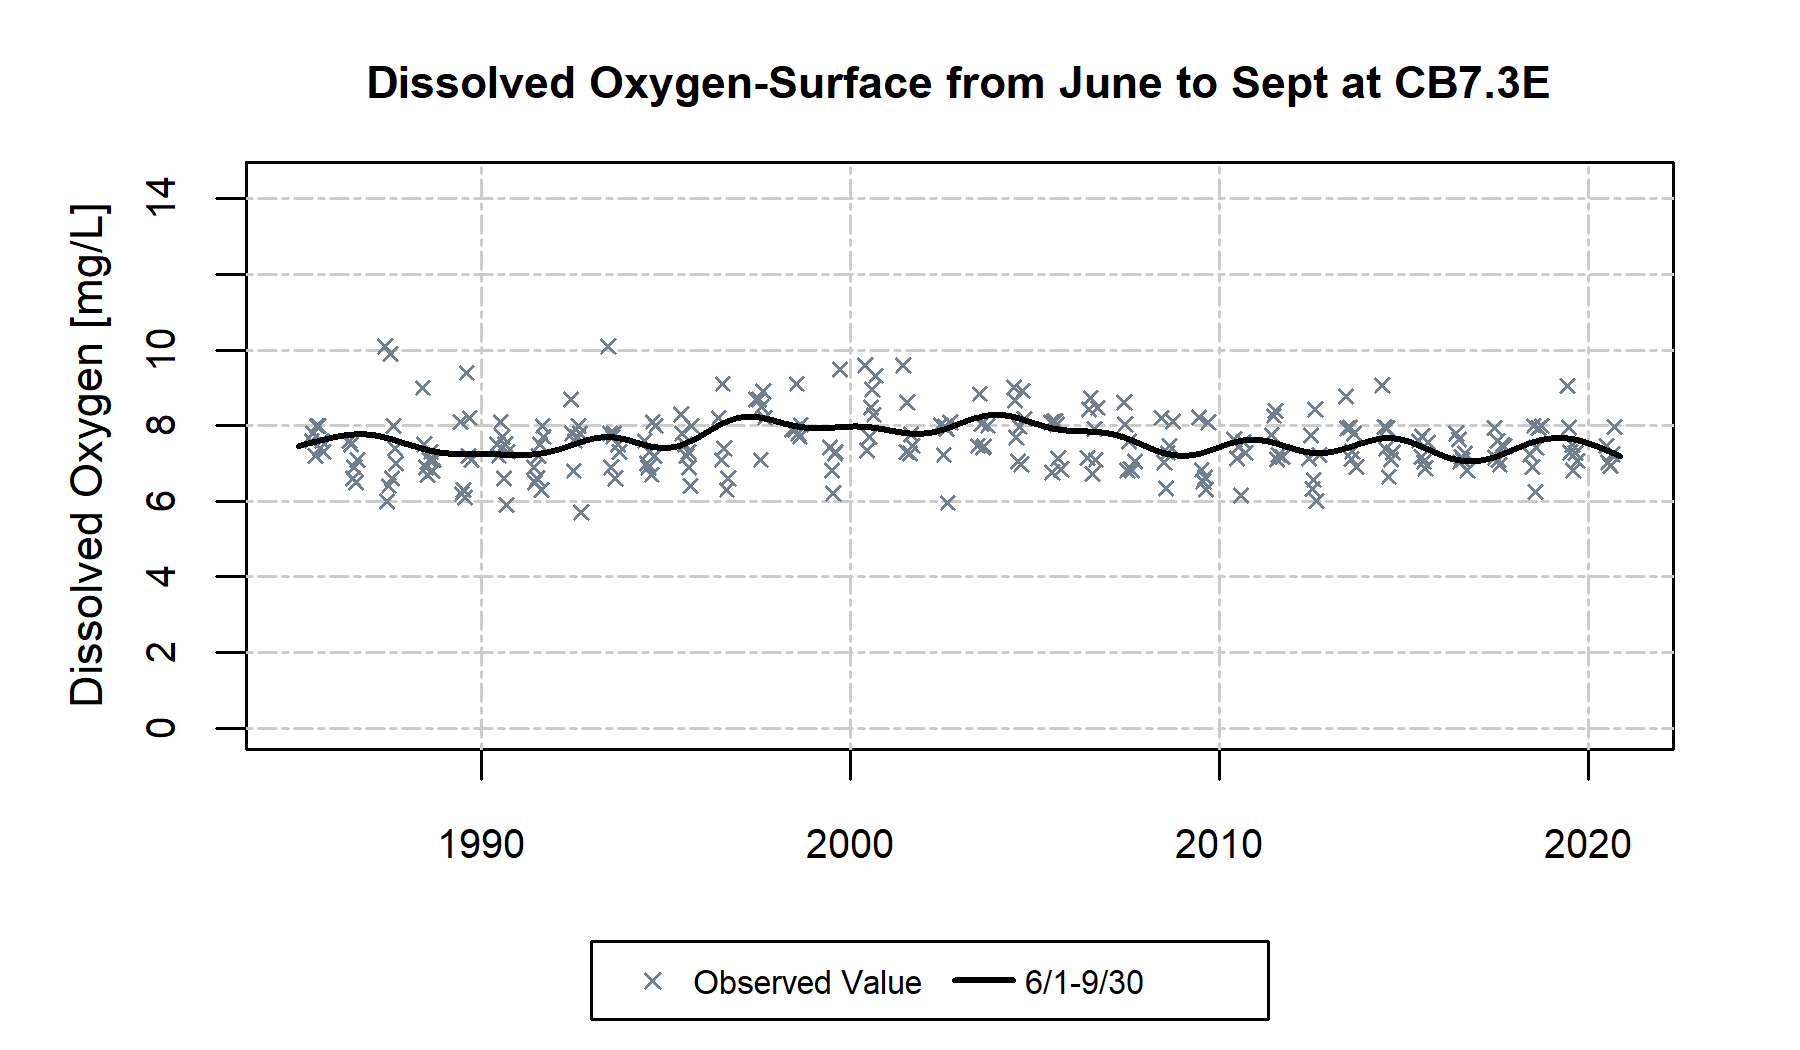 Dissolved Oxygen-Surface from June to Sept at CB7.3E
Dissolved Oxygen [mg/L]
14
10
8
6
4
2
0
1990 2000 2010 2020
Observed Value 6/1-9/30